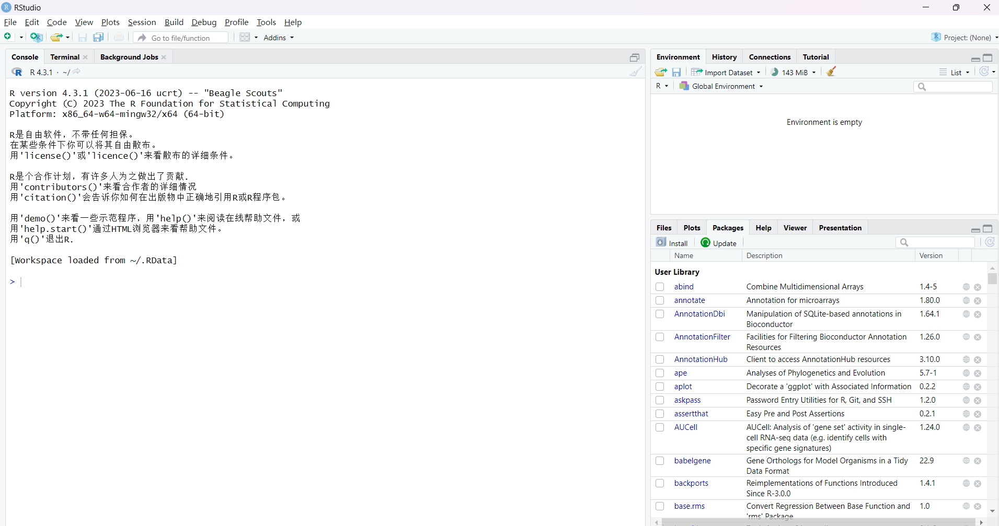 RStudio
File Edit Code View Plots Session Build Debug Profile Tools Help
Go to file/function Addins Project: (None)
Console Terminal Background Jobs
R 4.3.1 · ~/
R version 4.3.1 (2023-06-16 ucrt) -- "Beagle Scouts"
Copyright (C) 2023 The R Foundation for Statistical Computing
Platform: x86_64-w64-mingw32/x64 (64-bit)
R是自由软件，不带任何担保。
在某些条件下你可以将其自由散布。
用'license()'或'licence()'来看散布的详细条件。
R是个合作计划，有许多人为之做出了贡献.
用'contributors()'来看合作者的详细情况
用'citation()'会告诉你如何在出版物中正确地引用R或R程序包。
用'demo()'来看一些示范程序，用'help()'来阅读在线帮助文件，或
用'help.start()'通过HTML浏览器来看帮助文件。
用'q()'退出R.
[Workspace loaded from ~/.RData]
>
Environment History Connections Tutorial
Import Dataset 143 MiB List
R Global Environment
Environment is empty
Files Plots Packages Help Viewer Presentation
Install Update
Name Description Version
User Library
abind Combine Multidimensional Arrays 1.4-5
annotate Annotation for microarrays 1.80.0
AnnotationDbi Manipulation of SQLite-based annotations in 1.64.1
Bioconductor
AnnotationFilter Facilities for Filtering Bioconductor Annotation 1.26.0
Resources
AnnotationHub Client to access AnnotationHub resources 3.10.0
ape Analyses of Phylogenetics and Evolution 5.7-1
aplot Decorate a 'ggplot' with Associated Information 0.2.2
askpass Password Entry Utilities for R, Git, and SSH 1.2.0
assertthat Easy Pre and Post Assertions 0.2.1
AUCell AUCell: Analysis of 'gene set' activity in single- 1.24.0
cell RNA-seq data (e.g. identify cells with
specific gene signatures)
babelgene Gene Orthologs for Model Organisms in a Tidy 22.9
Data Format
backports Reimplementations of Functions Introduced 1.4.1
Since R-3.0.0
base.rms Convert Regression Between Base Function and 1.0
'rms' Package